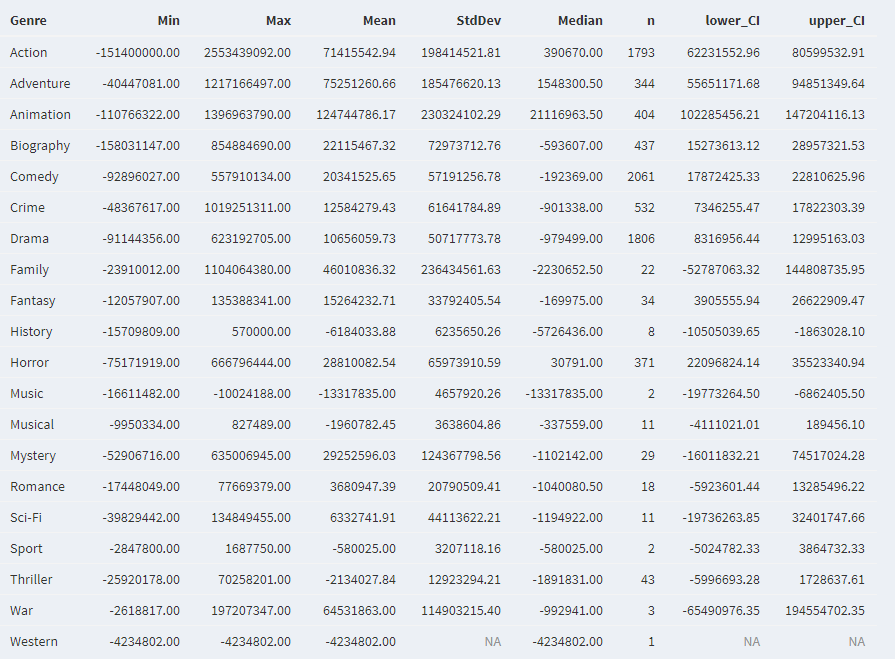 Genre Min Max Mean StdDev Median n lower_CI upper_CI
Action -151400000.00 2553439092.00 71415542.94 198414521.81 390670.00 1793 62231552.96 80599532.91
Adventure -40447081.00 1217166497.00 75251260.66 185476620.13 1548300.50 344 55651171.68 94851349.64
Animation -110766322.00 1396963790.00 124744786.17 230324102.29 21116963.50 404 102285456.21 147204116.13
Biography -158031147.00 854884690.00 22115467.32 72973712.76 -593607.00 437 15273613.12 28957321.53
Comedy -92896027.00 557910134.00 20341525.65 57191256.78 -192369.00 2061 17872425.33 22810625.96
Crime -48367617.00 1019251311.00 12584279.43 61641784.89 -901338.00 532 7346255.47 17822303.39
Drama -91144356.00 623192705.00 10656059.73 50717773.78 -979499.00 1806 8316956.44 12995163.03
Family -23910012.00 1104064380.00 46010836.32 236434561.63 -2230652.50 22 -52787063.32 144808735.95
Fantasy -12057907.00 135388341.00 15264232.71 33792405.54 -169975.00 34 3905555.94 26622909.47
History -15709809.00 570000.00 -6184033.88 6235650.26 -5726436.00 8 -10505039.65 -1863028.10
Horror -75171919.00 666796444.00 28810082.54 65973910.59 30791.00 371 22096824.14 35523340.94
Music -16611482.00 -10024188.00 -13317835.00 4657920.26 -13317835.00 2 -19773264.50 -6862405.50
Musical -9950334.00 827489.00 -1960782.45 3638604.86 -337559.00 11 -4111021.01 189456.10
Mystery -52906716.00 635006945.00 29252596.03 124367798.56 -1102142.00 29 -16011832.21 74517024.28
Romance -17448049.00 77669379.00 3680947.39 20790509.41 -1040080.50 18 -5923601.44 13285496.22
Sci-Fi -39829442.00 134849455.00 6332741.91 44113622.21 -1194922.00 11 -19736263.85 32401747.66
Sport -2847800.00 1687750.00 -580025.00 3207118.16 -580025.00 2 -5024782.33 3864732.33
Thriller -25920178.00 70258201.00 -2134027.84 12923294.21 -1891831.00 43 -5996693.28 1728637.61
War -2618817.00 197207347.00 64531863.00 114903215.40 -992941.00 3 -65490976.35 194554702.35
Western -4234802.00 -4234802.00 -4234802.00 NA -4234802.00 1 NA NA